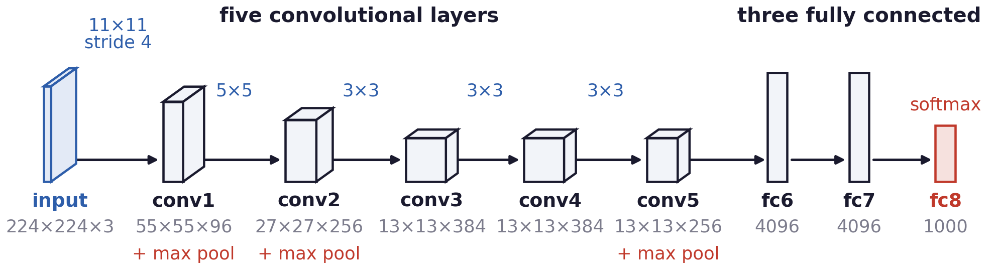 five convolutional layers
three fully connected
11×11
stride 4
5×5
3×3
3×3
3×3
softmax
input
conv1
conv2
conv3
conv4
conv5
fc6
fc7
fc8
224×224×3
55×55×96
27×27×256
13×13×384
13×13×384
13×13×256
4096
4096
1000
+ max pool
+ max pool
+ max pool